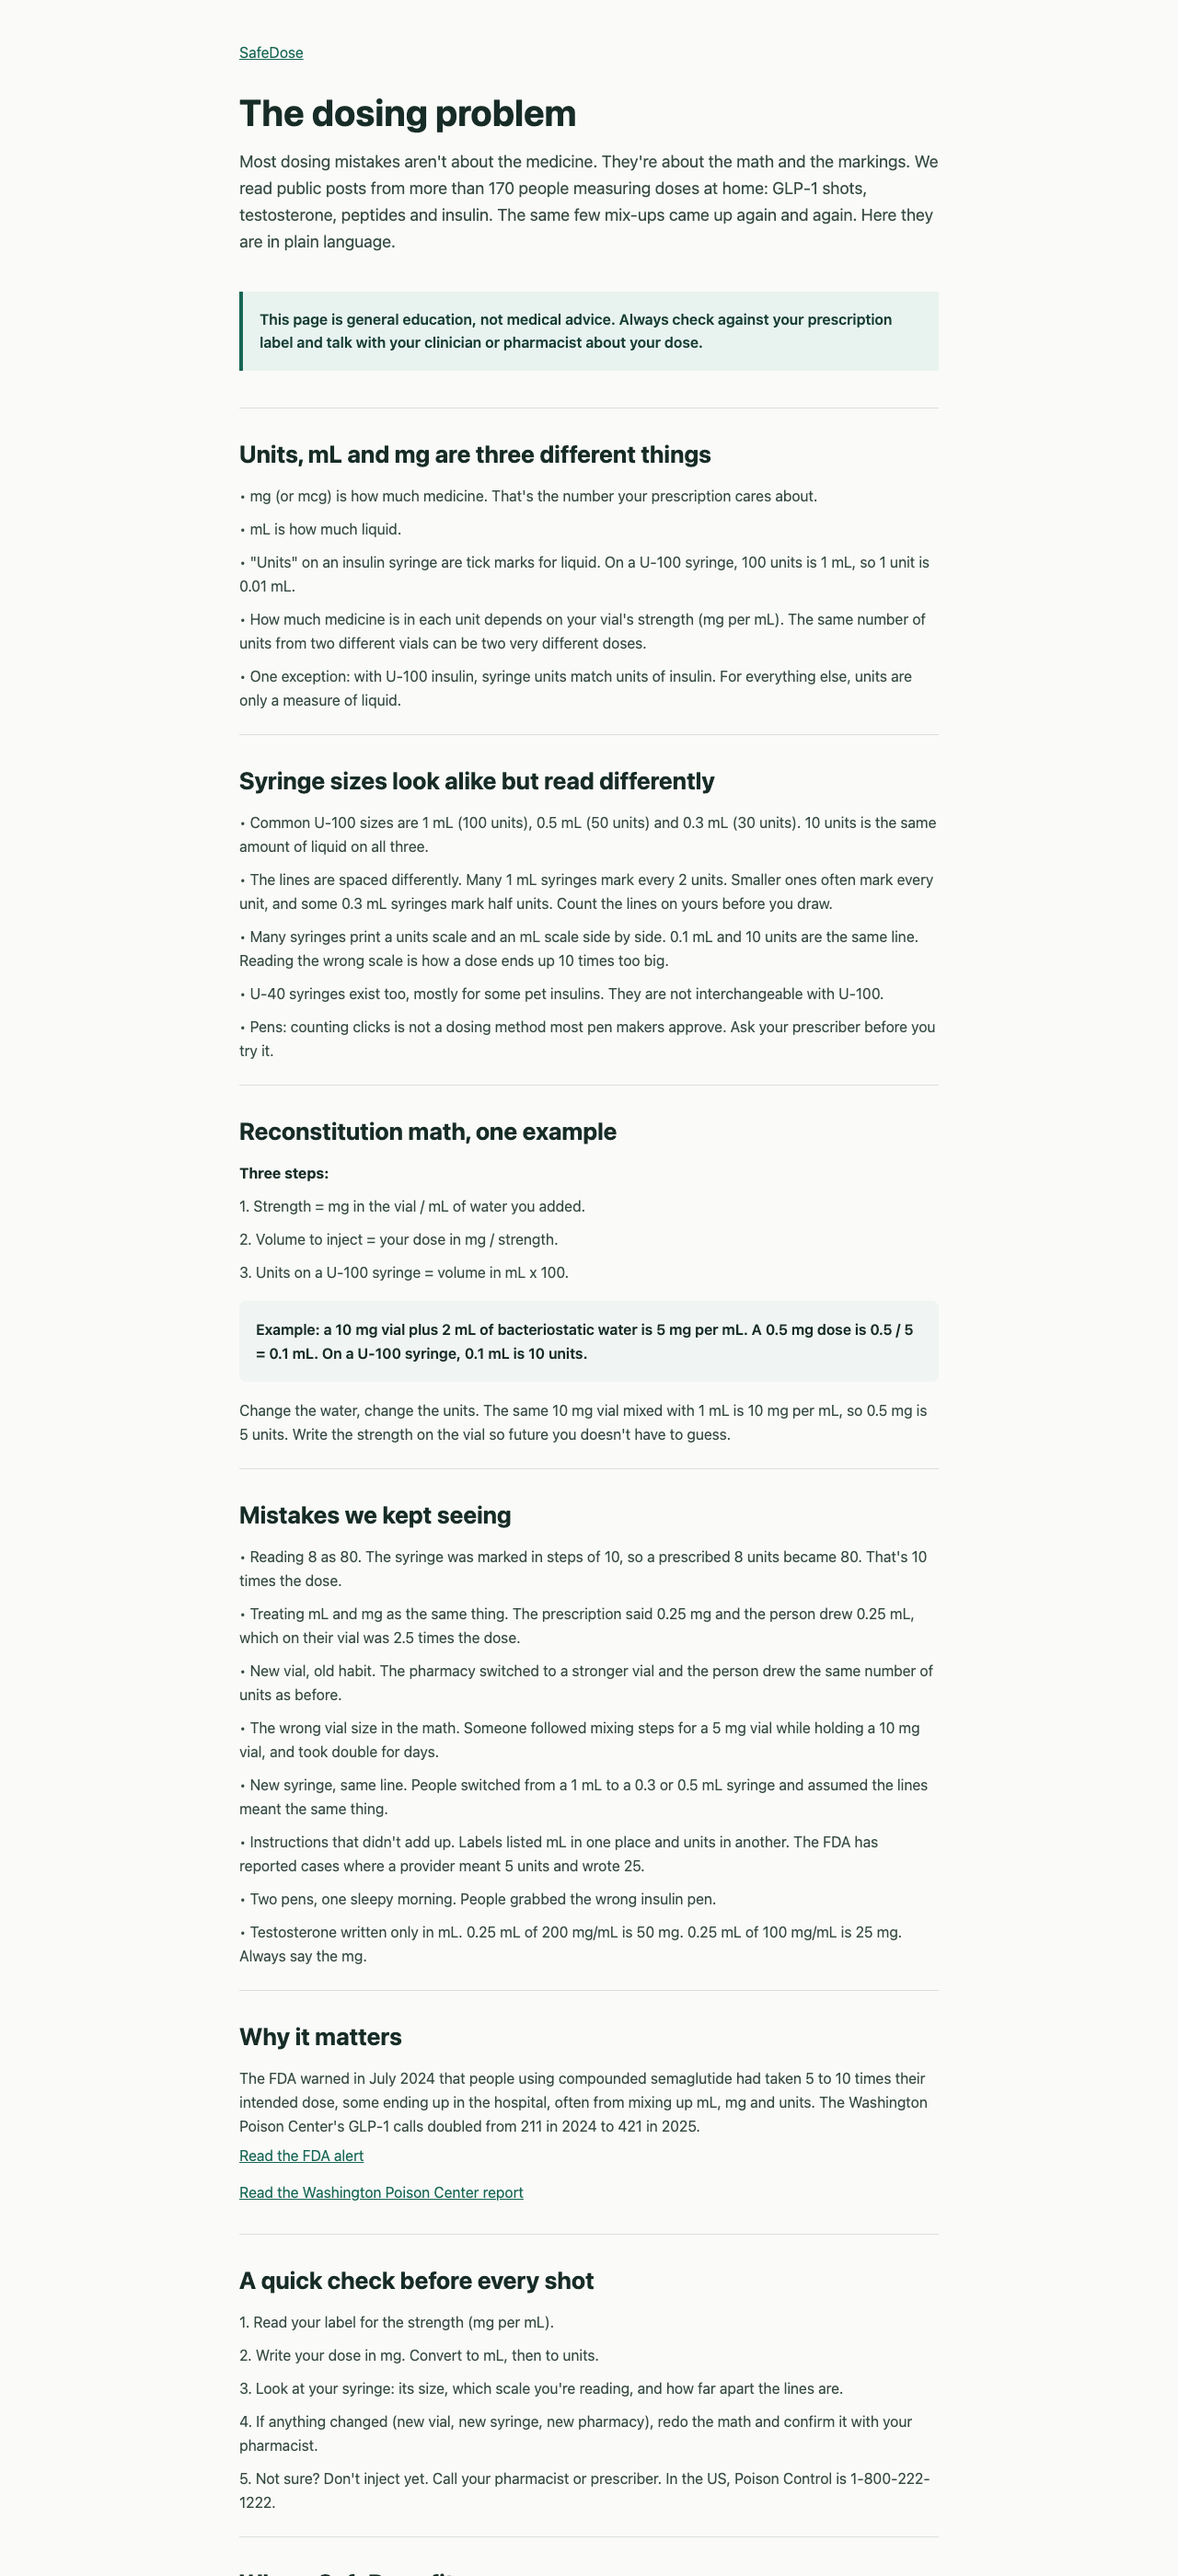 SafeDose
The dosing problem
Most dosing mistakes aren't about the medicine. They're about the math and the markings. We
read public posts from more than 170 people measuring doses at home: GLP-1 shots,
testosterone, peptides and insulin. The same few mix-ups came up again and again. Here they
are in plain language.
This page is general education, not medical advice. Always check against your prescription
label and talk with your clinician or pharmacist about your dose.
Units, mL and mg are three different things
• mg (or mcg) is how much medicine. That's the number your prescription cares about.
• mL is how much liquid.
• "Units" on an insulin syringe are tick marks for liquid. On a U-100 syringe, 100 units is 1 mL, so 1 unit is
0.01 mL.
• How much medicine is in each unit depends on your vial's strength (mg per mL). The same number of
units from two different vials can be two very different doses.
• One exception: with U-100 insulin, syringe units match units of insulin. For everything else, units are
only a measure of liquid.
Syringe sizes look alike but read differently
• Common U-100 sizes are 1 mL (100 units), 0.5 mL (50 units) and 0.3 mL (30 units). 10 units is the same
amount of liquid on all three.
• The lines are spaced differently. Many 1 mL syringes mark every 2 units. Smaller ones often mark every
unit, and some 0.3 mL syringes mark half units. Count the lines on yours before you draw.
• Many syringes print a units scale and an mL scale side by side. 0.1 mL and 10 units are the same line.
Reading the wrong scale is how a dose ends up 10 times too big.
• U-40 syringes exist too, mostly for some pet insulins. They are not interchangeable with U-100.
• Pens: counting clicks is not a dosing method most pen makers approve. Ask your prescriber before you
try it.
Reconstitution math, one example
Three steps:
1. Strength = mg in the vial / mL of water you added.
2. Volume to inject = your dose in mg / strength.
3. Units on a U-100 syringe = volume in mL x 100.
Example: a 10 mg vial plus 2 mL of bacteriostatic water is 5 mg per mL. A 0.5 mg dose is 0.5 / 5
= 0.1 mL. On a U-100 syringe, 0.1 mL is 10 units.
Change the water, change the units. The same 10 mg vial mixed with 1 mL is 10 mg per mL, so 0.5 mg is
5 units. Write the strength on the vial so future you doesn't have to guess.
Mistakes we kept seeing
• Reading 8 as 80. The syringe was marked in steps of 10, so a prescribed 8 units became 80. That's 10
times the dose.
• Treating mL and mg as the same thing. The prescription said 0.25 mg and the person drew 0.25 mL,
which on their vial was 2.5 times the dose.
• New vial, old habit. The pharmacy switched to a stronger vial and the person drew the same number of
units as before.
• The wrong vial size in the math. Someone followed mixing steps for a 5 mg vial while holding a 10 mg
vial, and took double for days.
• New syringe, same line. People switched from a 1 mL to a 0.3 or 0.5 mL syringe and assumed the lines
meant the same thing.
• Instructions that didn't add up. Labels listed mL in one place and units in another. The FDA has
reported cases where a provider meant 5 units and wrote 25.
• Two pens, one sleepy morning. People grabbed the wrong insulin pen.
• Testosterone written only in mL. 0.25 mL of 200 mg/mL is 50 mg. 0.25 mL of 100 mg/mL is 25 mg.
Always say the mg.
Why it matters
The FDA warned in July 2024 that people using compounded semaglutide had taken 5 to 10 times their
intended dose, some ending up in the hospital, often from mixing up mL, mg and units. The Washington
Poison Center's GLP-1 calls doubled from 211 in 2024 to 421 in 2025.
Read the FDA alert
Read the Washington Poison Center report
A quick check before every shot
1. Read your label for the strength (mg per mL).
2. Write your dose in mg. Convert to mL, then to units.
3. Look at your syringe: its size, which scale you're reading, and how far apart the lines are.
4. If anything changed (new vial, new syringe, new pharmacy), redo the math and confirm it with your
pharmacist.
5. Not sure? Don't inject yet. Call your pharmacist or prescriber. In the US, Poison Control is 1-800-222-
1222.